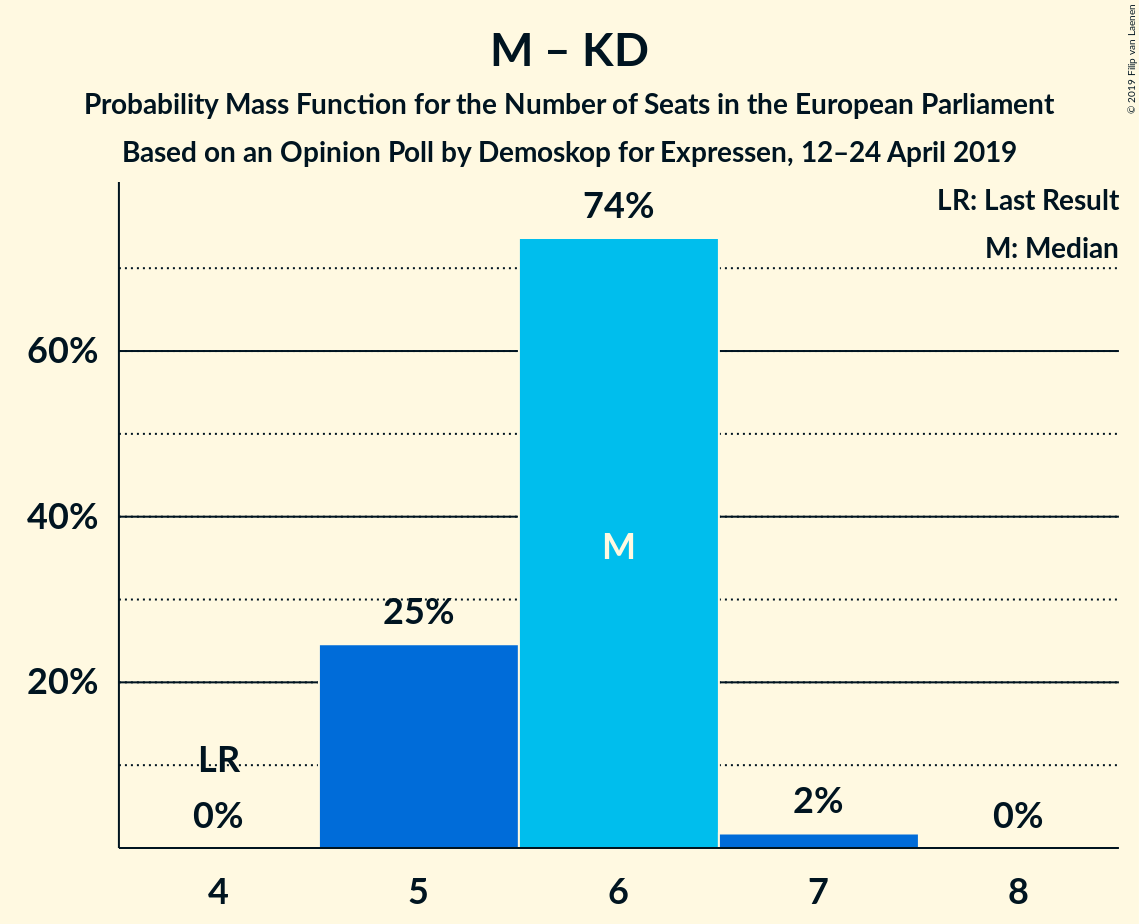 M – KD
Probability Mass Function for the Number of Seats in the European Parliament
Based on an Opinion Poll by Demoskop for Expressen, 12–24 April 2019
© 2019 Filip van Laenen
LR: Last Result
M: Median
74%
60%
40%
M
25%
20%
LR
0%
2%
0%
4 5 6 7 8